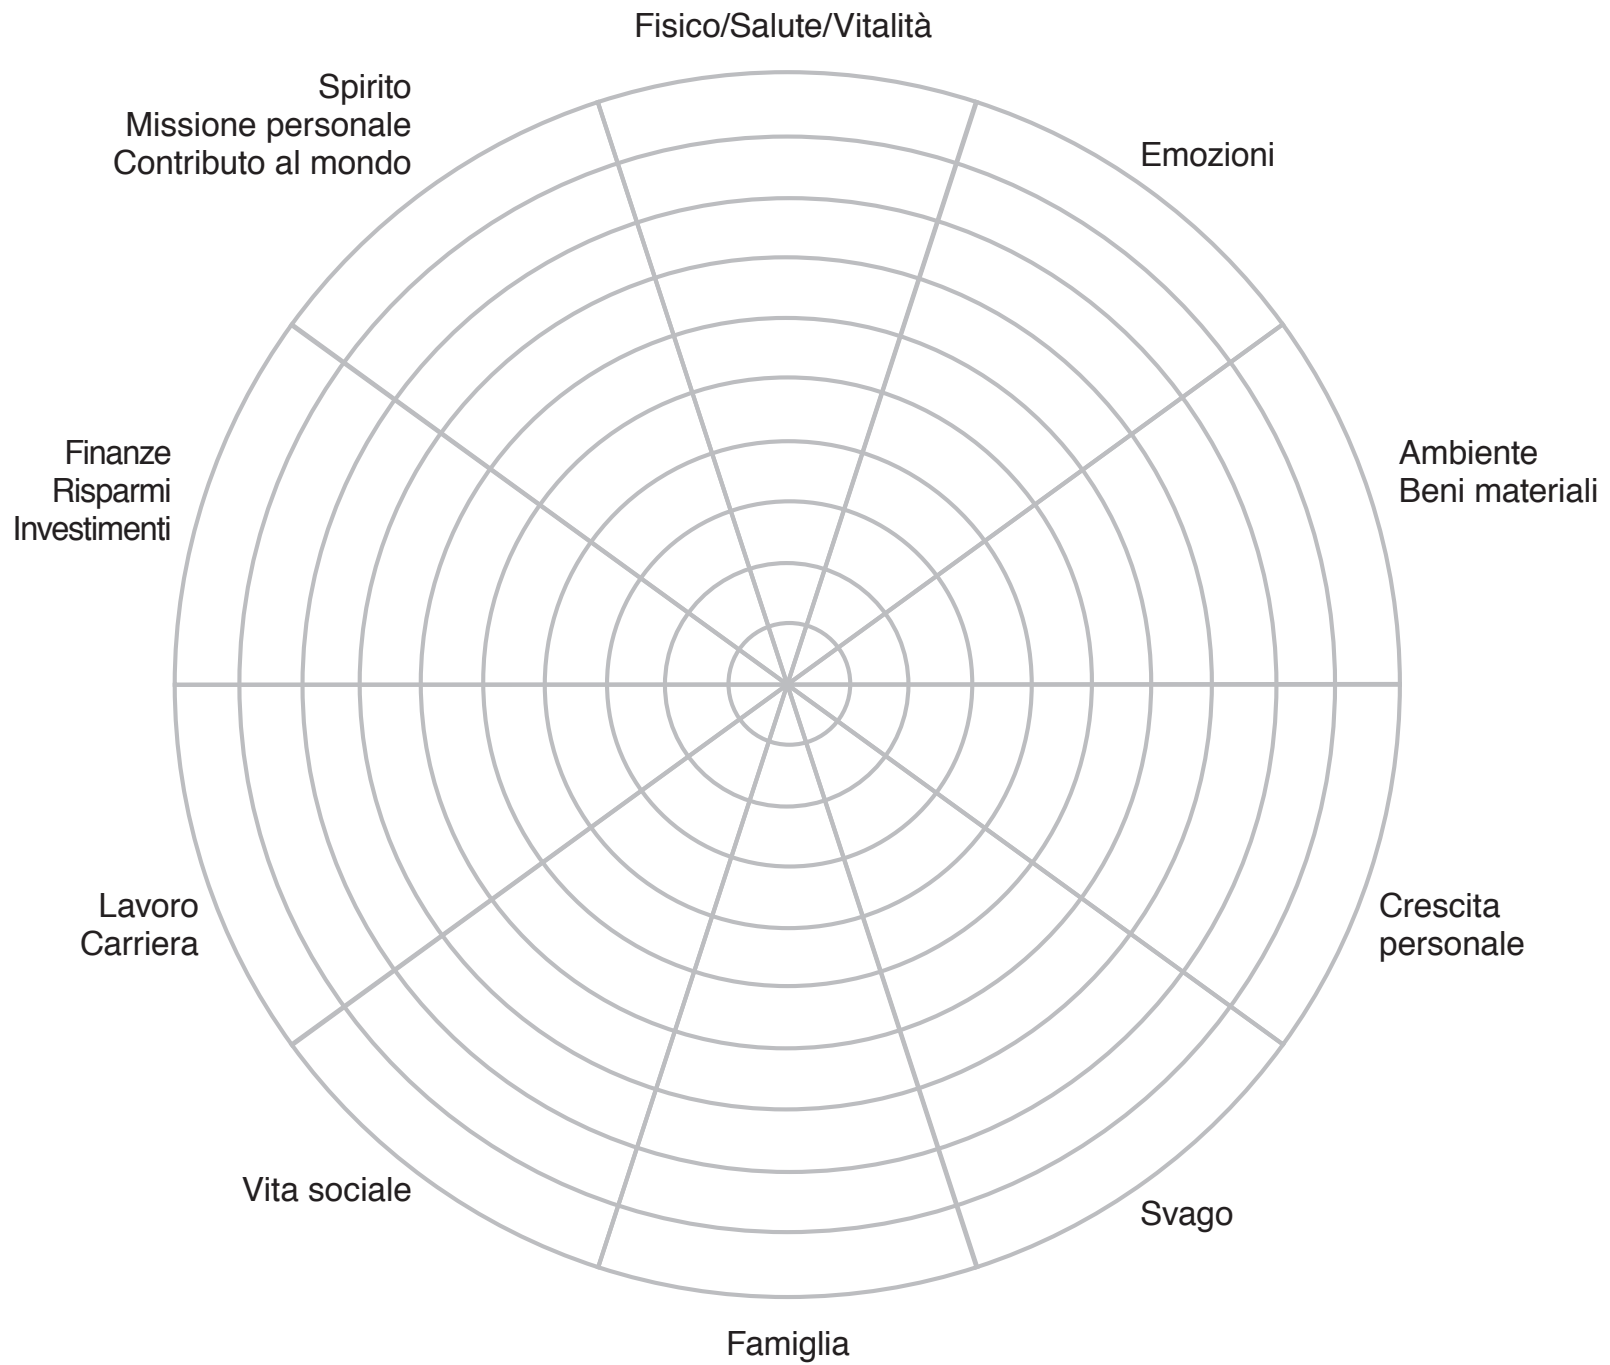 Fisico/Salute/Vitalità
Spirito
Missione personale
Contributo al mondo
Emozioni
Finanze
Risparmi
Investimenti
Ambiente
Beni materiali
Lavoro
Carriera
Crescita
personale
Vita sociale
Svago
Famiglia